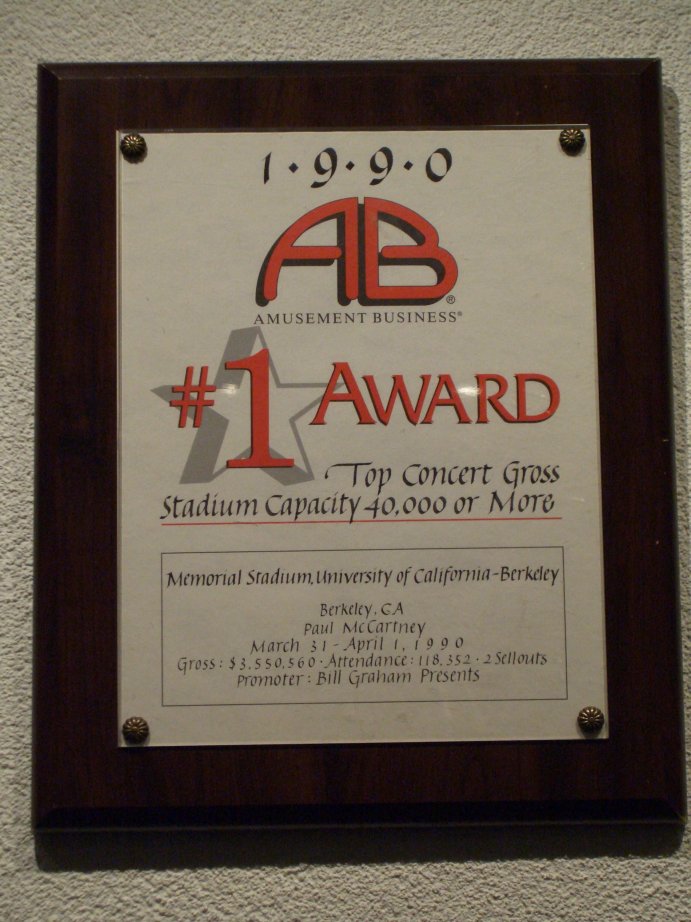 1·9·9·0
AB®
AMUSEMENT BUSINESS®
#1 AWARD
Top Concert Gross
Stadium Capacity 40,000 or More
Memorial Stadium, University of California-Berkeley
Berkeley, CA
Paul McCartney
March 31 - April 1, 1990
Gross: $3,550,560 · Attendance: 118,352 · 2 Sellouts
Promoter: Bill Graham Presents